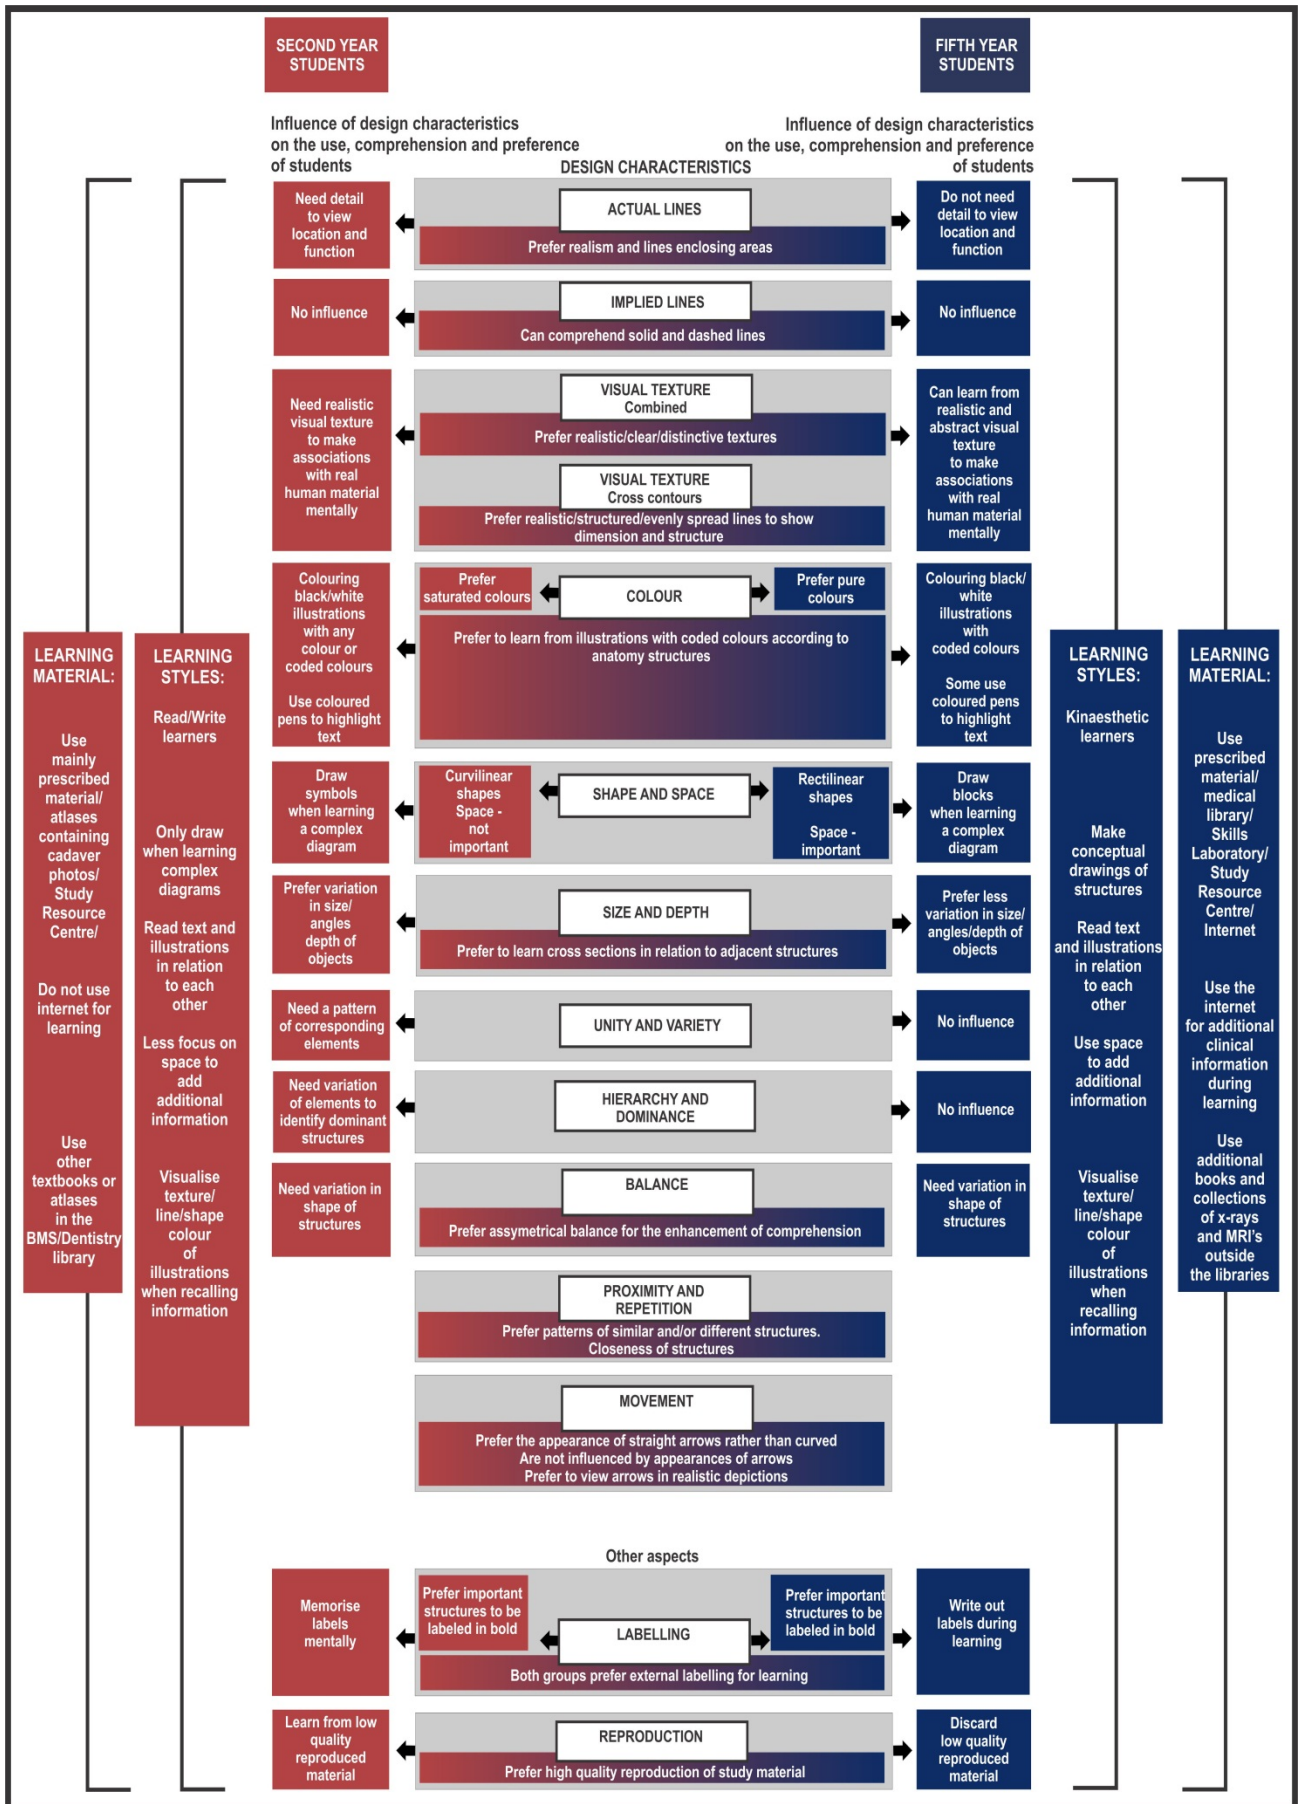 SECOND YEAR
STUDENTS
FIFTH YEAR
STUDENTS
Influence of design characteristics
on the use, comprehension and preference
of students
Influence of design characteristics
on the use, comprehension and preference
of students
DESIGN CHARACTERISTICS
LEARNING
MATERIAL:
Use
mainly
prescribed
material/
atlases
containing
cadaver
photos/
Study
Resource
Centre/
Do not use
internet for
learning
Use
other
textbooks or
atlases
in the
BMS/Dentistry
library
LEARNING
STYLES:
Read/Write
learners
Only draw
when learning
complex
diagrams
Read text and
illustrations
in relation
to each
other
Less focus on
space to
add
additional
information
Visualise
texture/
line/shape
colour
of
illustrations
when recalling
information
Need detail
to view
location and
function
ACTUAL LINES
Prefer realism and lines enclosing areas
Do not need
detail to view
location and
function
No influence
IMPLIED LINES
Can comprehend solid and dashed lines
No influence
Need realistic
visual texture
to make
associations
with real
human material
mentally
VISUAL TEXTURE
Combined
Prefer realistic/clear/distinctive textures
VISUAL TEXTURE
Cross contours
Prefer realistic/structured/evenly spread lines to show
dimension and structure
Can learn from
realistic and
abstract visual
texture
to make
associations
with real
human material
mentally
Colouring
black/white
illustrations
with any
colour or
coded colours
Use coloured
pens to highlight
text
Prefer
saturated colours
COLOUR
Prefer pure
colours
Prefer to learn from illustrations with coded colours according to
anatomy structures
Colouring black/
white
illustrations
with
coded colours
Some use
coloured pens
to highlight
text
Draw
symbols
when learning
a complex
diagram
Curvilinear
shapes
Space -
not
important
SHAPE AND SPACE
Rectilinear
shapes
Space -
important
Draw
blocks
when learning
a complex
diagram
Prefer variation
in size/
angles
depth of
objects
SIZE AND DEPTH
Prefer to learn cross sections in relation to adjacent structures
Prefer less
variation in size/
angles/depth of
objects
Need a pattern
of corresponding
elements
UNITY AND VARIETY
No influence
Need variation
of elements to
identify dominant
structures
HIERARCHY AND
DOMINANCE
No influence
Need variation in
shape of
structures
BALANCE
Prefer assymetrical balance for the enhancement of comprehension
Need variation in
shape of
structures
PROXIMITY AND
REPETITION
Prefer patterns of similar and/or different structures.
Closeness of structures
MOVEMENT
Prefer the appearance of straight arrows rather than curved
Are not influenced by appearances of arrows
Prefer to view arrows in realistic depictions
Other aspects
Memorise
labels
mentally
Prefer important
structures to be
labeled in bold
LABELLING
Prefer important
structures to be
labeled in bold
Both groups prefer external labelling for learning
Write out
labels during
learning
Learn from low
quality
reproduced
material
REPRODUCTION
Prefer high quality reproduction of study material
Discard
low quality
reproduced
material
LEARNING
STYLES:
Kinaesthetic
learners
Make
conceptual
drawings of
structures
Read text
and illustrations
in relation
to each
other
Use space
to add
additional
information
Visualise
texture/
line/shape
colour
of
illustrations
when
recalling
information
LEARNING
MATERIAL:
Use
prescribed
material/
medical
library/
Skills
Laboratory/
Study
Resource
Centre/
Internet
Use the
internet
for additional
clinical
information
during
learning
Use
additional
books and
collections
of x-rays
and MRI's
outside
the libraries